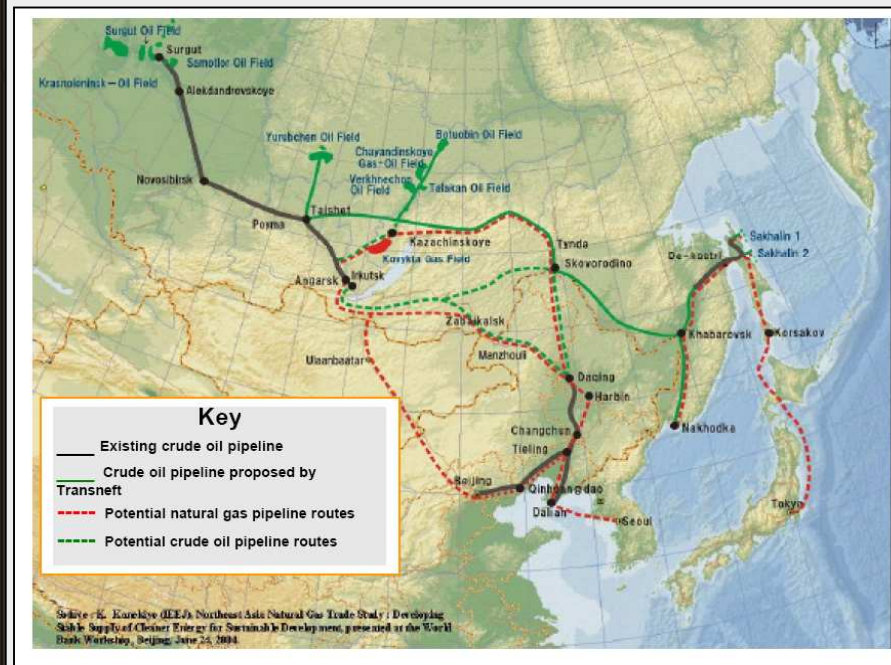 Surgut Oil Field
Surgut
Samotlor Oil Field
Krasnoleninsk-Oil Field
Alekdandrovskoye
Yurubchen Oil Field
Botuobin Oil Field
Chayandinskoye
Gas-Oil Field
Verkhnechon
Oil Field
Talakan Oil Field
Novosibirsk
Taishet
Poyma
Kazachinskoye
Kovykta Gas Field
Tynda
Skovorodino
De-kastri
Sakhalin 1
Sakhalin 2
Angarsk
Irkutsk
Zabaikalsk
Manzhouli
Khabarovsk
Korsakov
Ulaanbaatar
Daqing
Harbin
Changchun
Tieling
Nakhodka
Beijing
Qinhuangdao
Dalian
Seoul
Tokyo
Key
Existing crude oil pipeline
Crude oil pipeline proposed by
Transneft
Potential natural gas pipeline routes
Potential crude oil pipeline routes
Source : K. Kanekiyo (IEEJ), Northeast Asia Natural Gas Trade Study : Developing
Stable Supply of Cleaner Energy for Sustainable Development, presented at the World
Bank Workshop, Beijing, June 24, 2004.